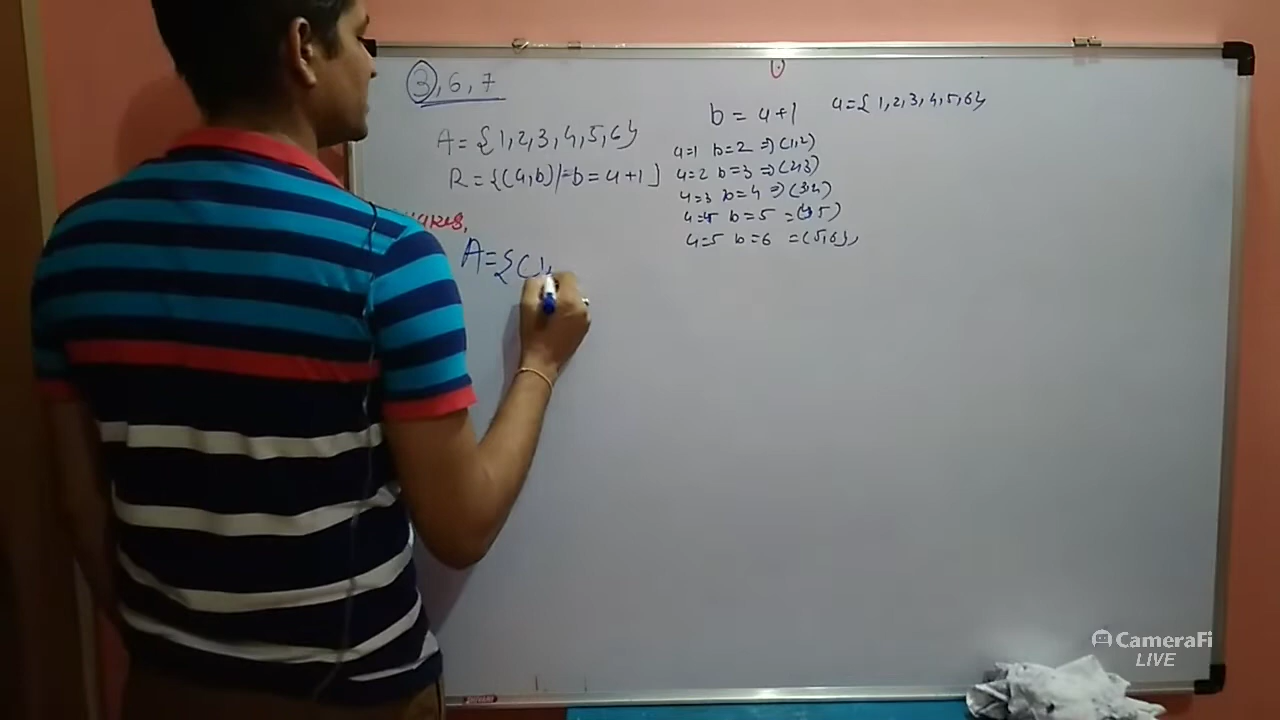 3, 6, 7
A = {1,2,3,4,5,6}
R = {(a,b)|=b = a+1}
A={(1,
b = a+1 a={1,2,3,4,5,6}
a=1 b=2 => (1,2)
a=2 b=3 => (2,3)
a=3 b=4 => (3,4)
a=4 b=5 = (4,5)
a=5 b=6 = (5,6),
CameraFi
LIVE